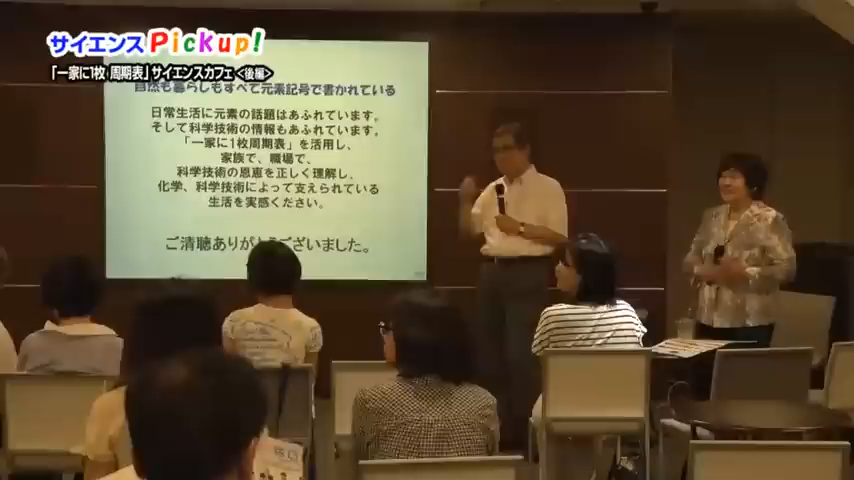 サイエンスPickup!
「一家に1枚 周期表」サイエンスカフェ<後編>
自然も暮らしもすべて元素記号で書かれている
日常生活に元素の話題はあふれています。
そして科学技術の情報もあふれています。
「一家に1枚周期表」を活用し、
家族で、職場で、
科学技術の恩恵を正しく理解し、
化学、科学技術によって支えられている
生活を実感ください。
ご清聴ありがとうございました。